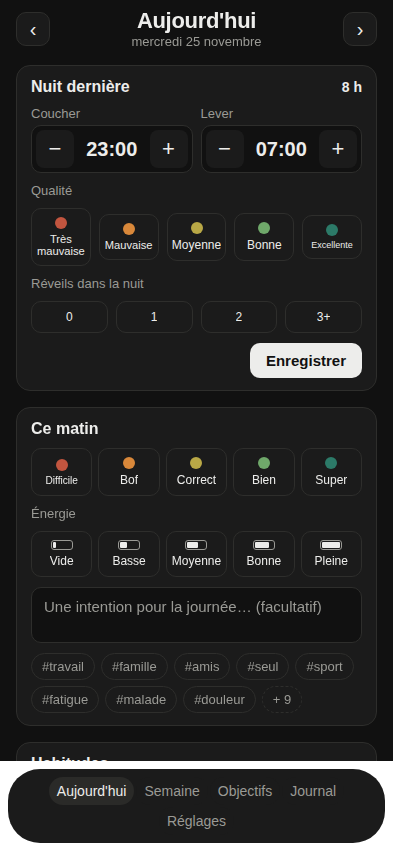 ‹ Aujourd'hui ›
mercredi 25 novembre
Nuit dernière 8 h
Coucher Lever
− 23:00 + − 07:00 +
Qualité
Très mauvaise Mauvaise Moyenne Bonne Excellente
Réveils dans la nuit
0 1 2 3+
Enregistrer
Ce matin
Difficile Bof Correct Bien Super
Énergie
Vide Basse Moyenne Bonne Pleine
Une intention pour la journée… (facultatif)
#travail #famille #amis #seul #sport
#fatigue #malade #douleur + 9
Habitudes
Aujourd'hui Semaine Objectifs Journal
Réglages